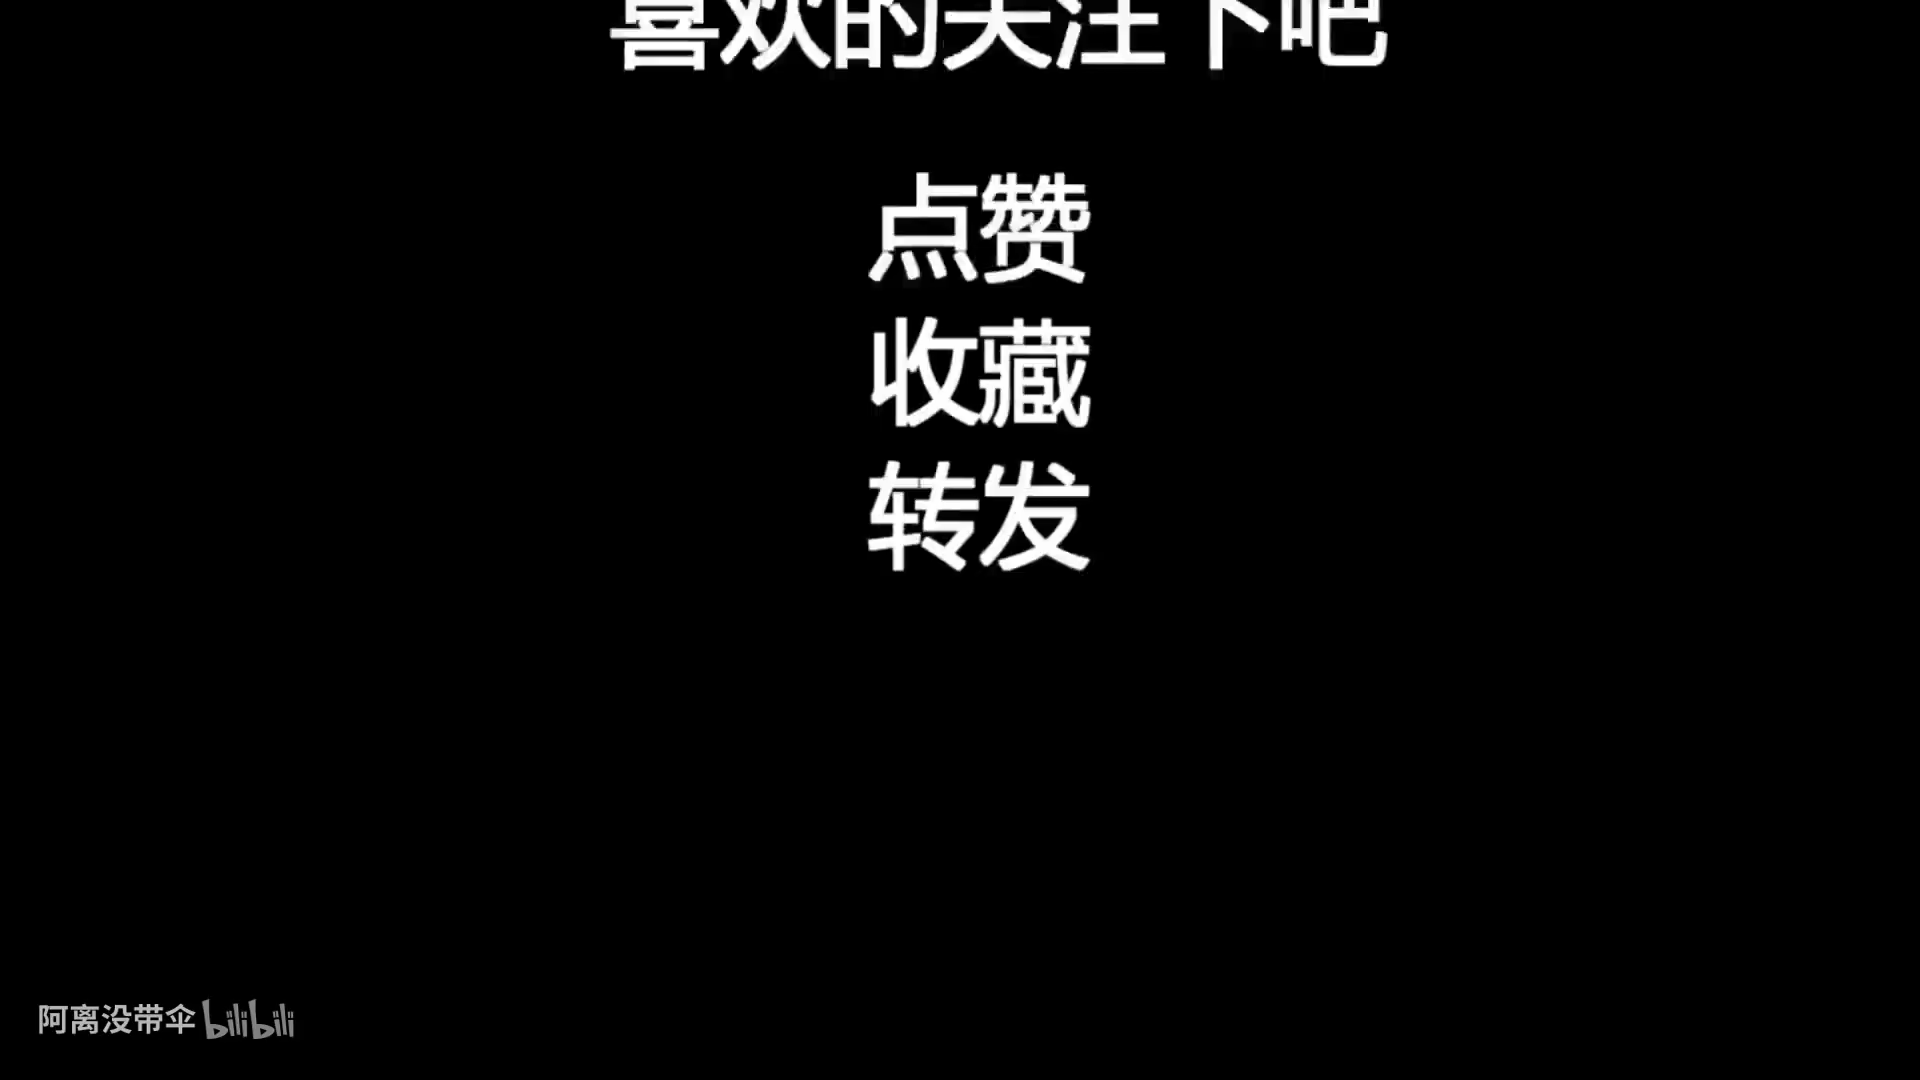 喜欢的关注下吧
点赞
收藏
转发
阿离没带伞 bilibili